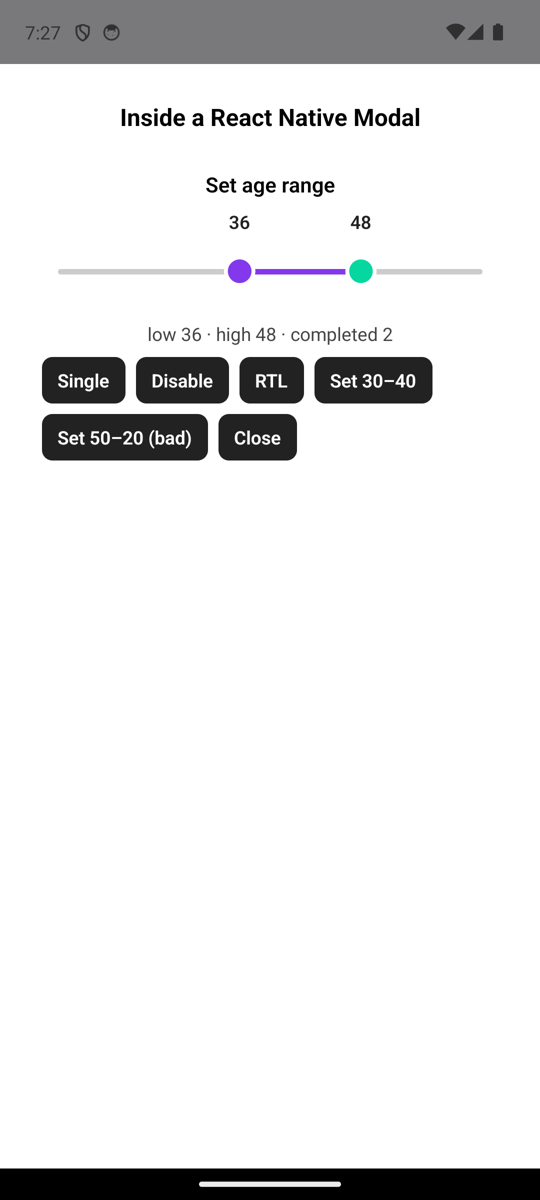 7:27
Inside a React Native Modal
Set age range
36 48
low 36 · high 48 · completed 2
Single Disable RTL Set 30–40
Set 50–20 (bad) Close